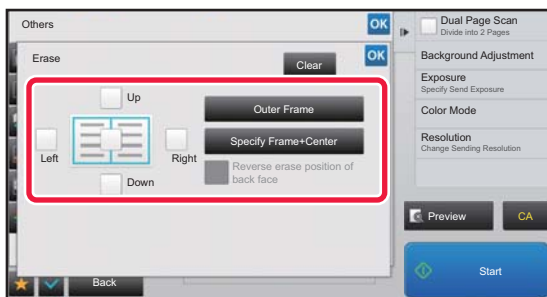 Others
OK
Erase
Clear
OK
Up
Left
Right
Down
Outer Frame
Specify Frame+Center
Reverse erase position of
back face
Back
Dual Page Scan
Divide into 2 Pages
Background Adjustment
Exposure
Specify Send Exposure
Color Mode
Resolution
Change Sending Resolution
Preview
CA
Start